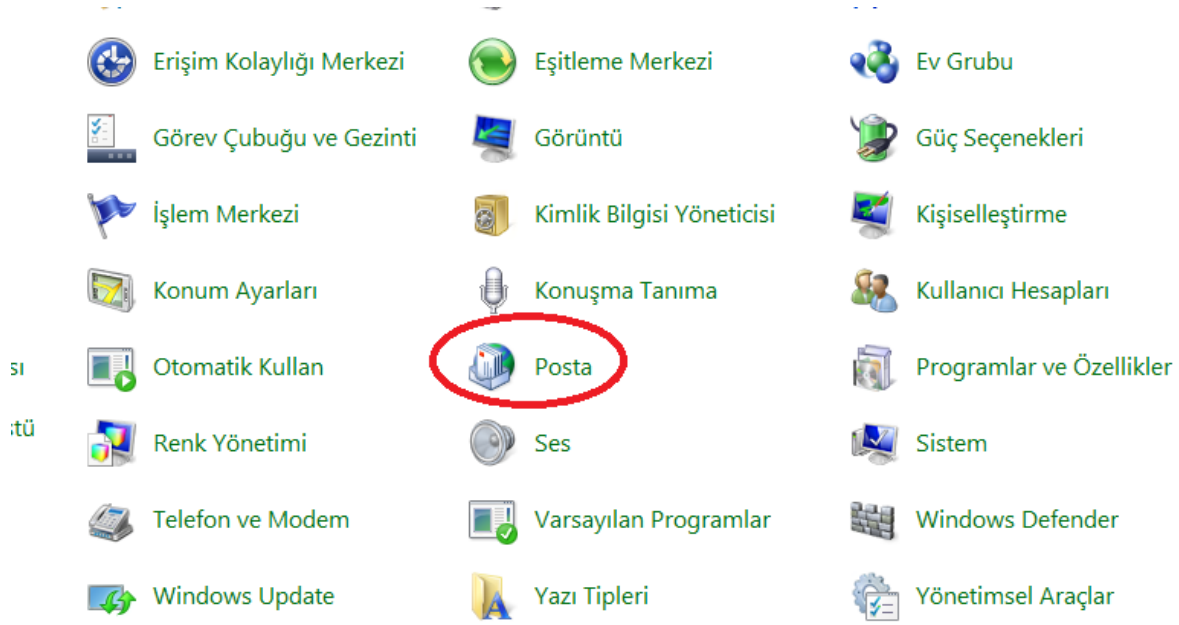 Erişim Kolaylığı Merkezi
Eşitleme Merkezi
Ev Grubu
Görev Çubuğu ve Gezinti
Görüntü
Güç Seçenekleri
İşlem Merkezi
Kimlik Bilgisi Yöneticisi
Kişiselleştirme
Konum Ayarları
Konuşma Tanıma
Kullanıcı Hesapları
sı
Otomatik Kullan
Posta
Programlar ve Özellikler
stü
Renk Yönetimi
Ses
Sistem
Telefon ve Modem
Varsayılan Programlar
Windows Defender
Windows Update
Yazı Tipleri
Yönetimsel Araçlar